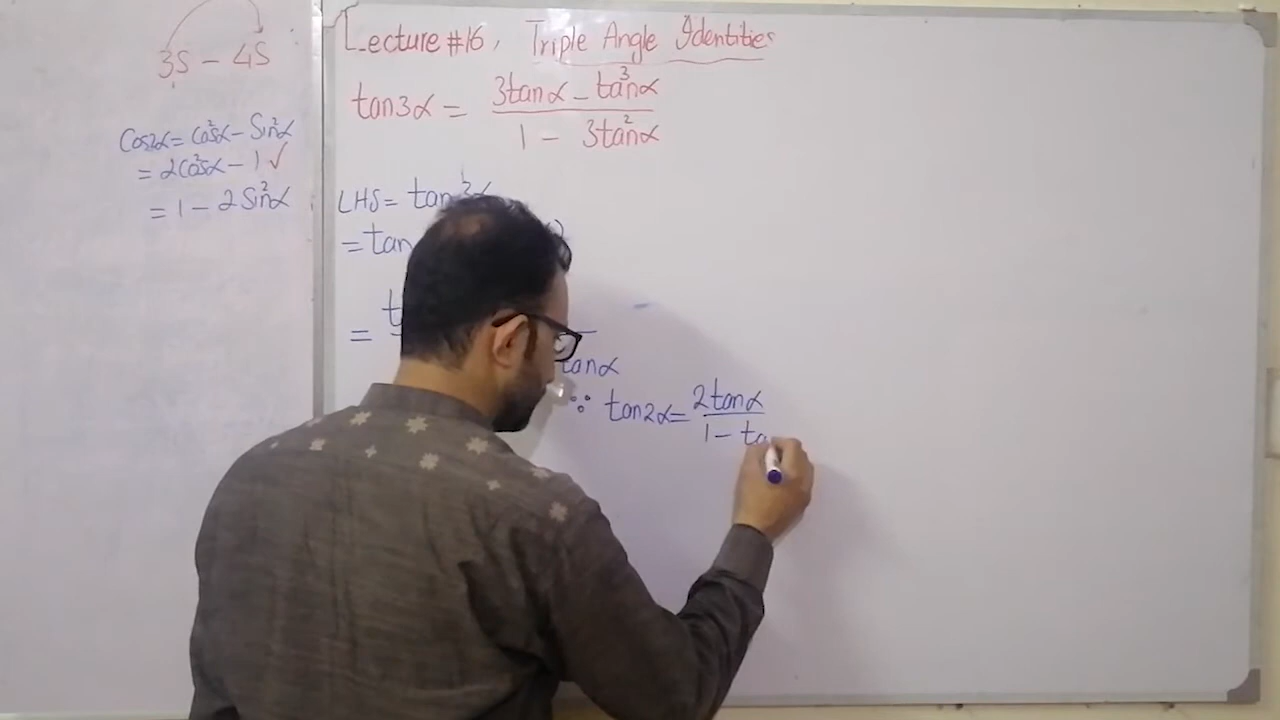 3S - 4S
Cos2α = Cos²α - Sin²α
= 2Cos²α - 1 ✓
= 1 - 2Sin²α
Lecture #16, Triple Angle Identities
tan3α = 3tanα - tan³α
1 - 3tan²α
LHS = tan3α
= tan
=
tanα
∵ tan2α = 2tanα
1 - ta